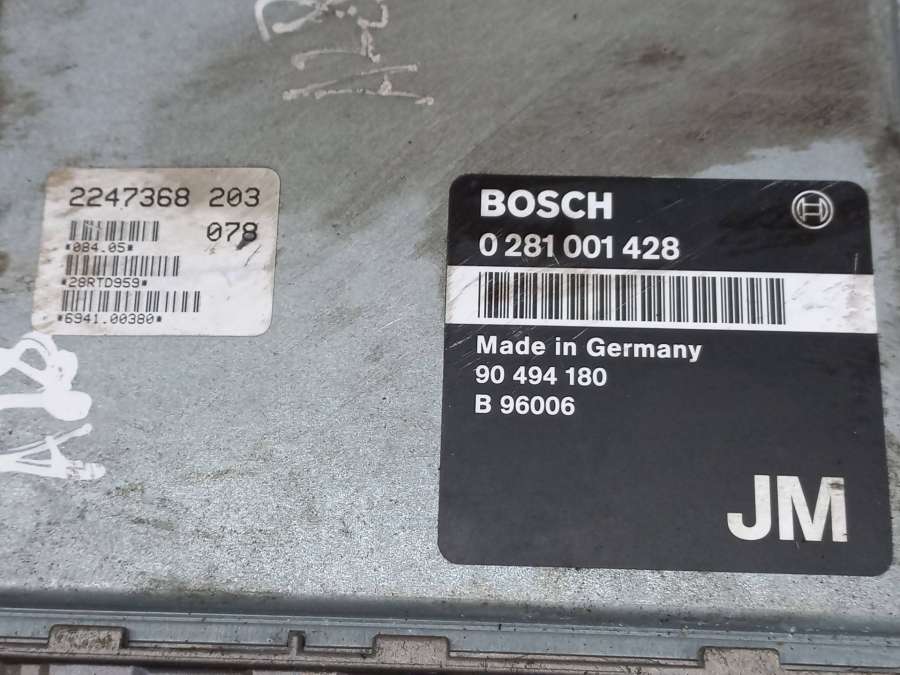 2247368 203
078
*084.05*
*28RTD959*
*6941.00380*
BOSCH
0 281 001 428
Made in Germany
90 494 180
B 96006
JM